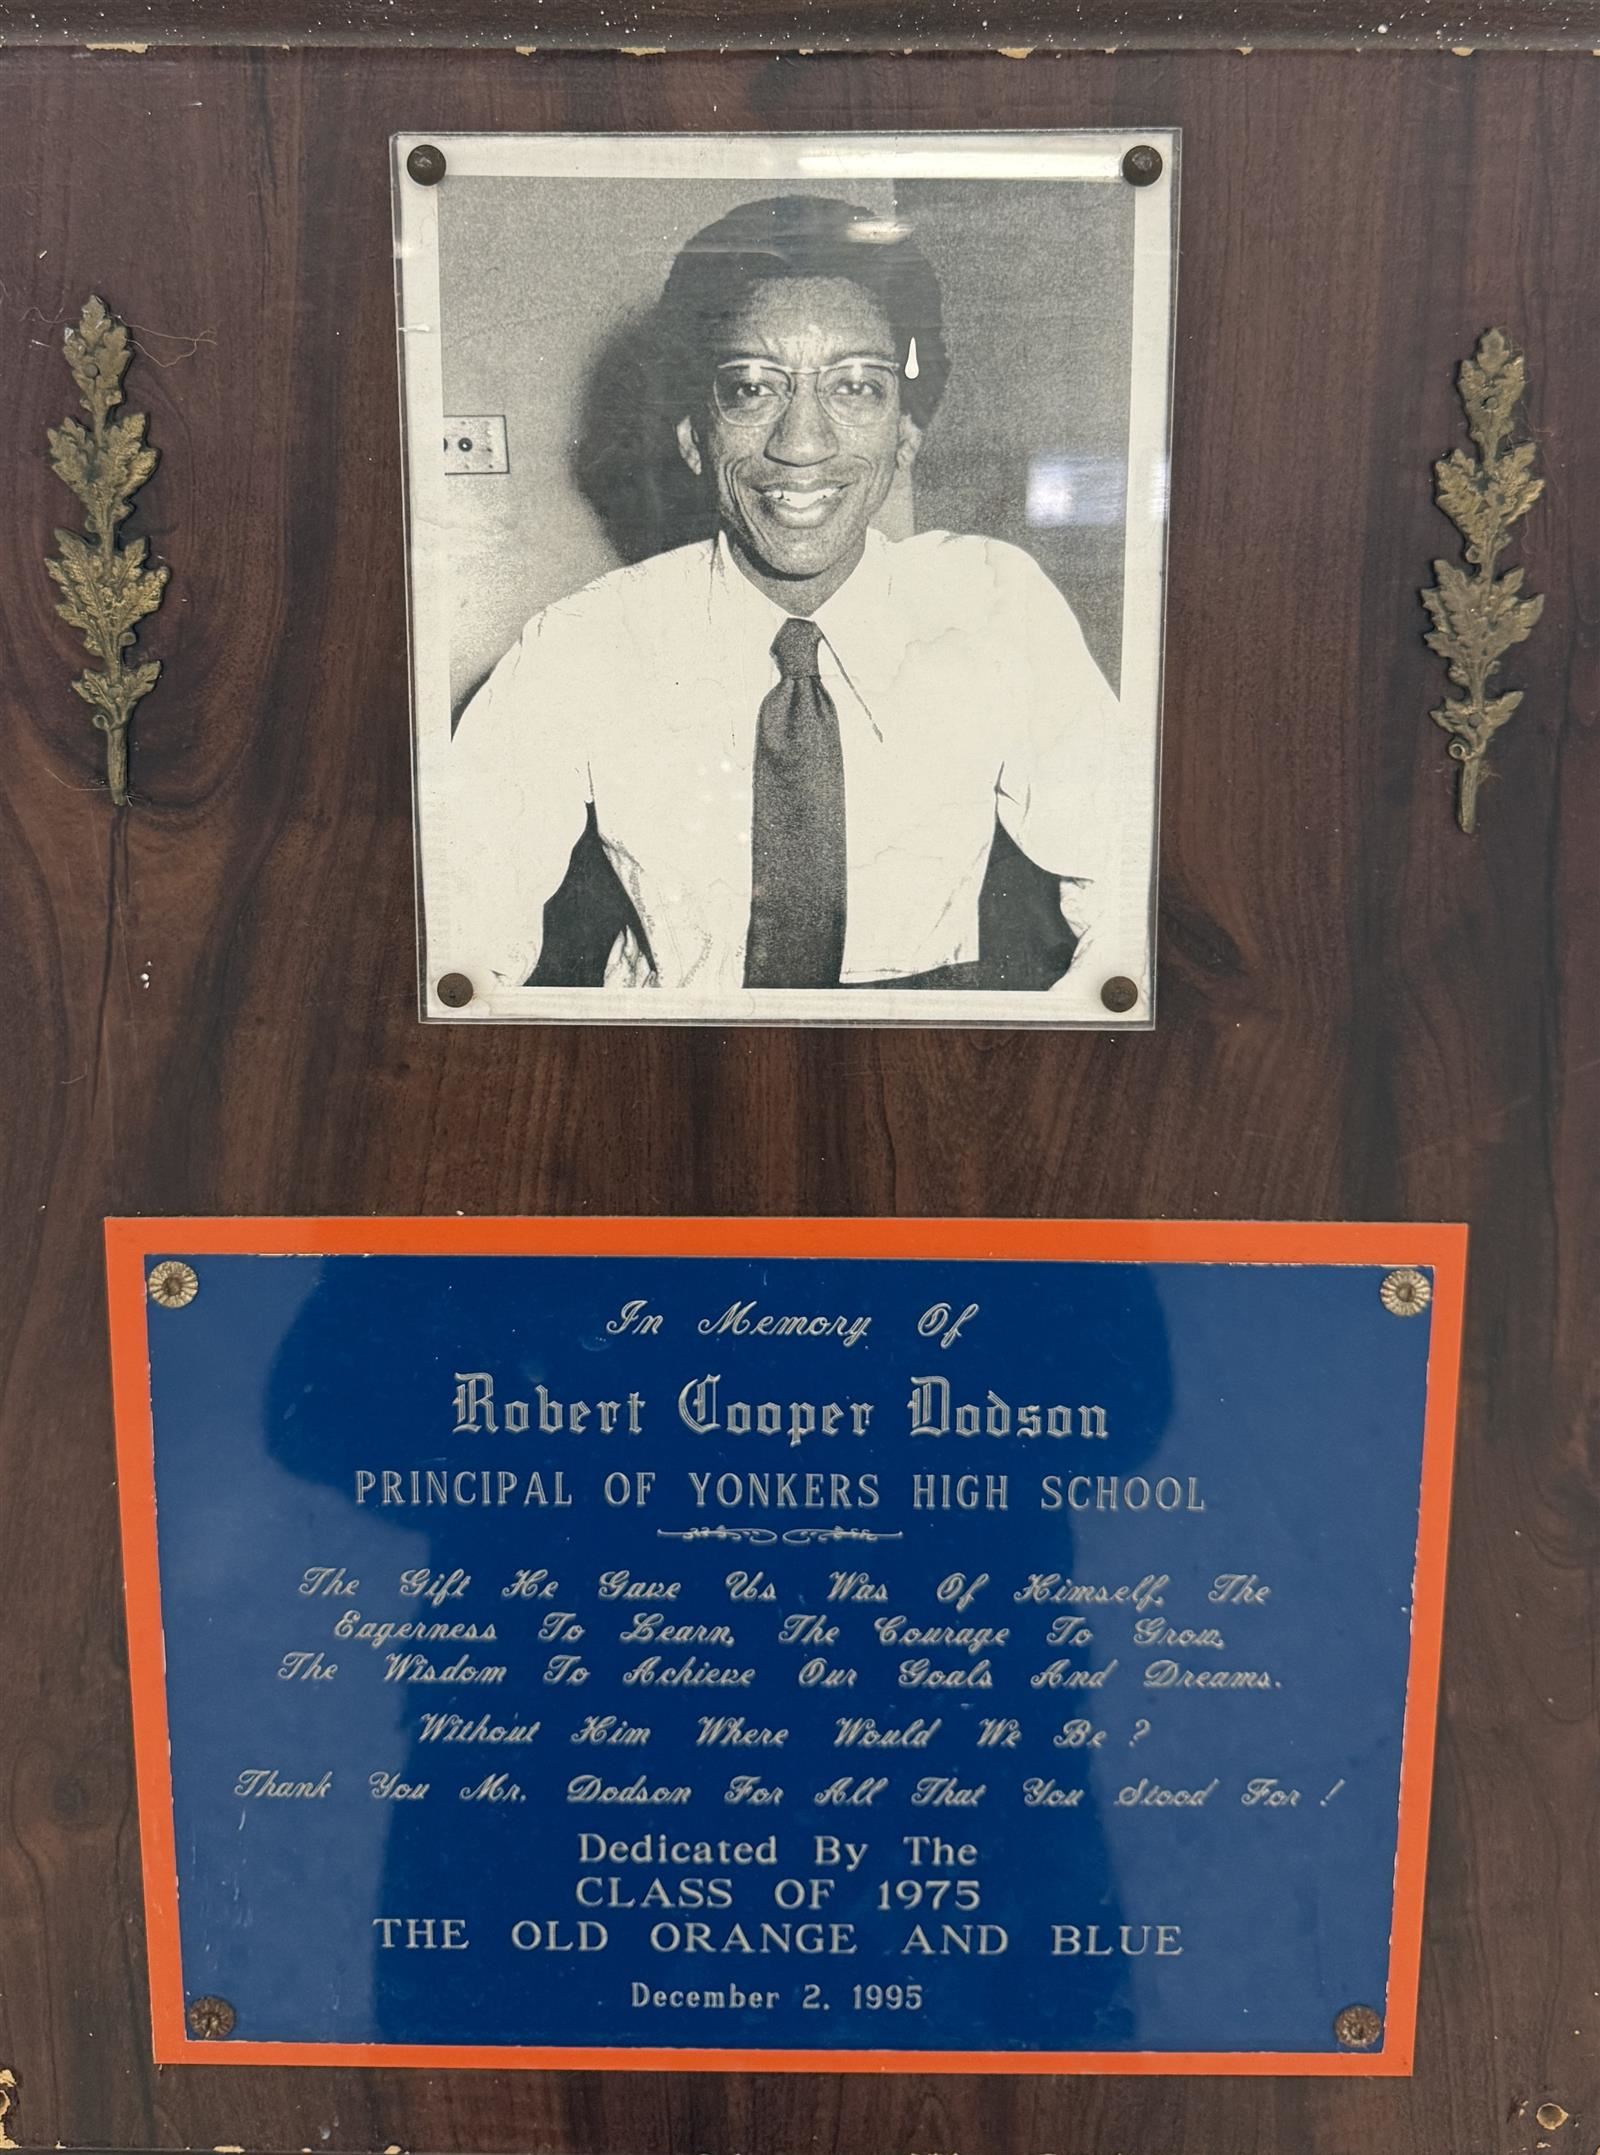 In Memory Of
Robert Cooper Dodson
PRINCIPAL OF YONKERS HIGH SCHOOL
The Gift He Gave Us Was Of Himself, The
Eagerness To Learn, The Courage To Grow,
The Wisdom To Achieve Our Goals And Dreams.
Without Him Where Would We Be ?
Thank You Mr. Dodson For All That You Stood For !
Dedicated By The
CLASS OF 1975
THE OLD ORANGE AND BLUE
December 2, 1995